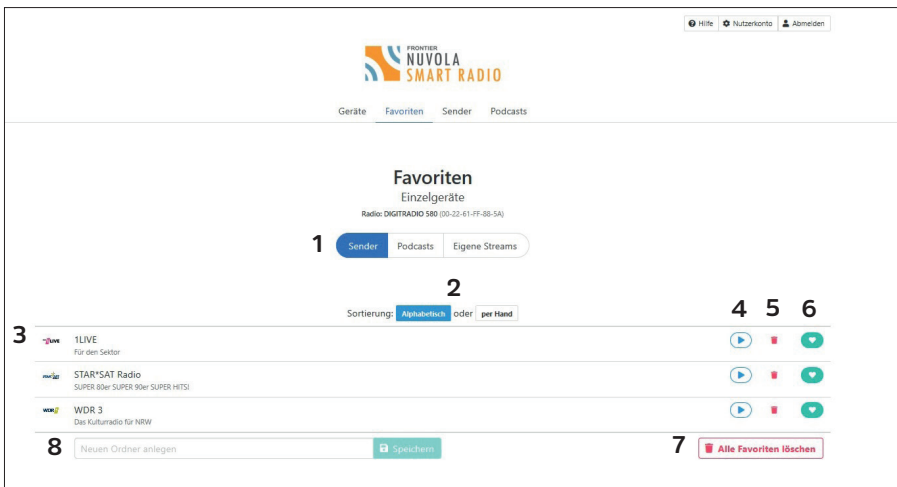 Hilfe Nutzerkonto Abmelden
FRONTIER
NUVOLA
SMART RADIO
Geräte Favoriten Sender Podcasts
Favoriten
Einzelgeräte
Radio: DIGITRADIO 580 (00-22-61-FF-88-5A)
1 Sender Podcasts Eigene Streams
2
Sortierung: Alphabetisch oder per Hand
4 5 6
3 1LIVE 1LIVE
Für den Sektor
STAR*SAT Radio
SUPER 80er SUPER 90er SUPER HITS!
WDR 3 WDR 3
Das Kulturradio für NRW
8 Neuen Ordner anlegen Speichern 7 Alle Favoriten löschen